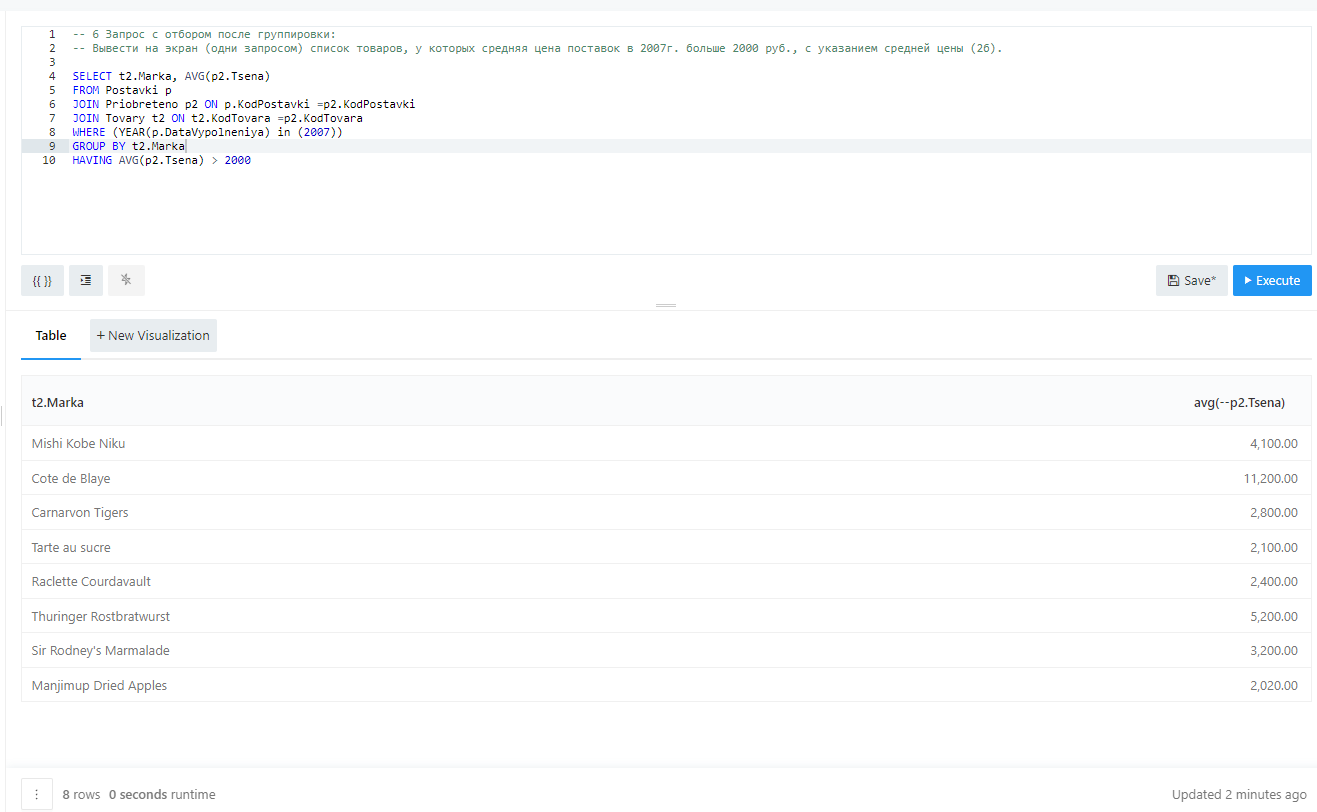 1 -- 6 Запрос с отбором после группировки:
2 -- Вывести на экран (одни запросом) список товаров, у которых средняя цена поставок в 2007г. больше 2000 руб., с указанием средней цены (2б).
3
4 SELECT t2.Marka, AVG(p2.Tsena)
5 FROM Postavki p
6 JOIN Priobreteno p2 ON p.KodPostavki =p2.KodPostavki
7 JOIN Tovary t2 ON t2.KodTovara =p2.KodTovara
8 WHERE (YEAR(p.DataVypolneniya) in (2007))
9 GROUP BY t2.Marka
10 HAVING AVG(p2.Tsena) > 2000
{{ }} Save* Execute
Table + New Visualization
t2.Marka avg(--p2.Tsena)
Mishi Kobe Niku 4,100.00
Cote de Blaye 11,200.00
Carnarvon Tigers 2,800.00
Tarte au sucre 2,100.00
Raclette Courdavault 2,400.00
Thuringer Rostbratwurst 5,200.00
Sir Rodney's Marmalade 3,200.00
Manjimup Dried Apples 2,020.00
8 rows 0 seconds runtime Updated 2 minutes ago